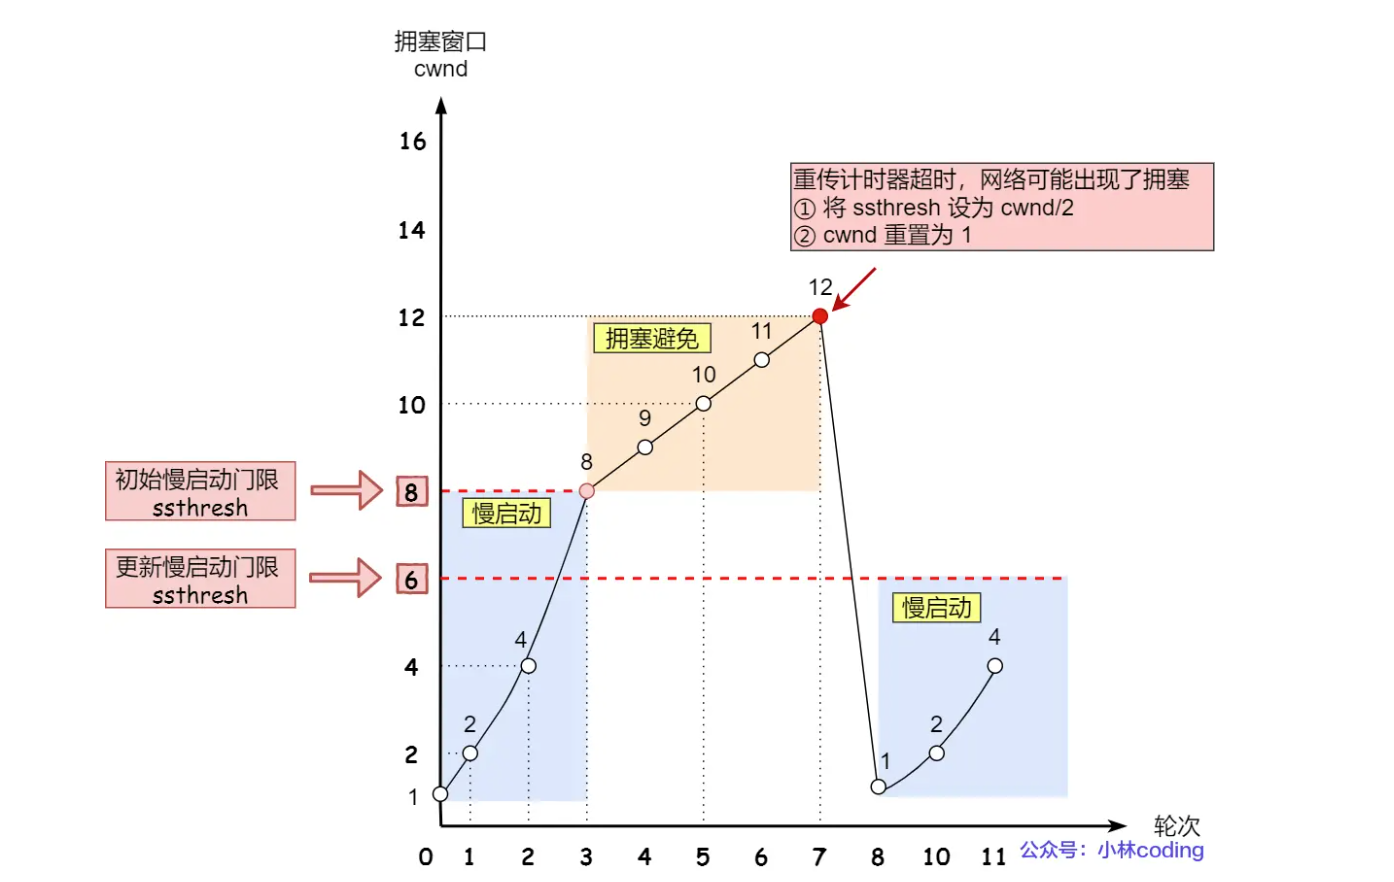 拥塞窗口
cwnd
16
14
重传计时器超时，网络可能出现了拥塞
① 将 ssthresh 设为 cwnd/2
② cwnd 重置为 1
12
12
拥塞避免
11
10
10
9
8
初始慢启动门限
ssthresh
8
慢启动
更新慢启动门限
ssthresh
6
慢启动
4
4
4
2
2
2
1
1
0 1 2 3 4 5 6 7 8 10 11
轮次
公众号：小林coding